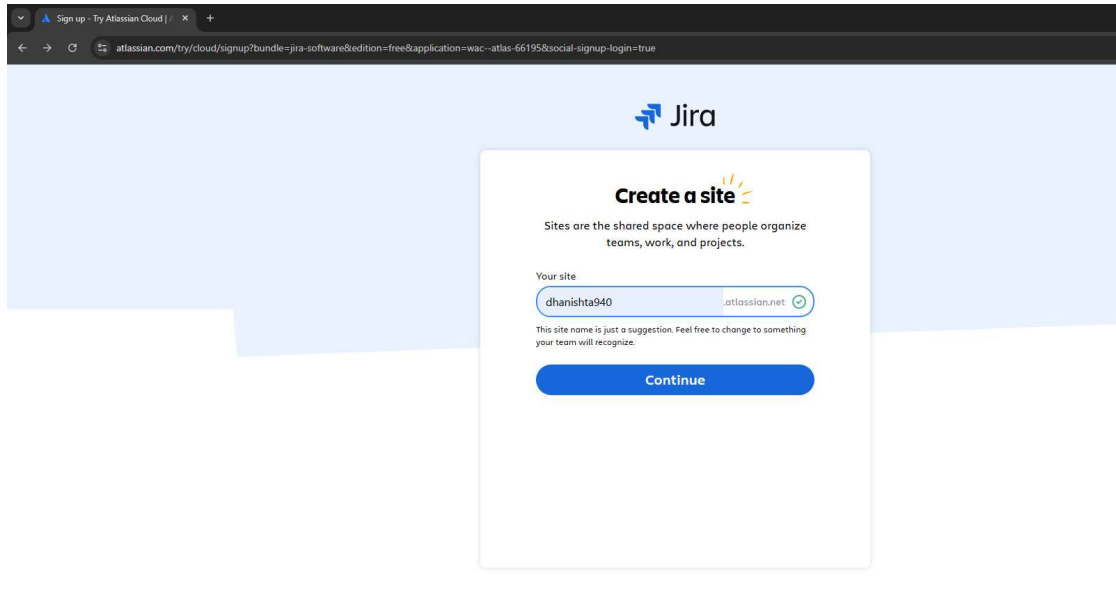 Sign up - Try Atlassian Cloud | A
atlassian.com/try/cloud/signup?bundle=jira-software&edition=free&application=wac--atlas-66195&social-signup-login=true
Jira
Create a site
Sites are the shared space where people organize
teams, work, and projects.
Your site
dhanishta940 .atlassian.net
This site name is just a suggestion. Feel free to change to something
your team will recognize.
Continue